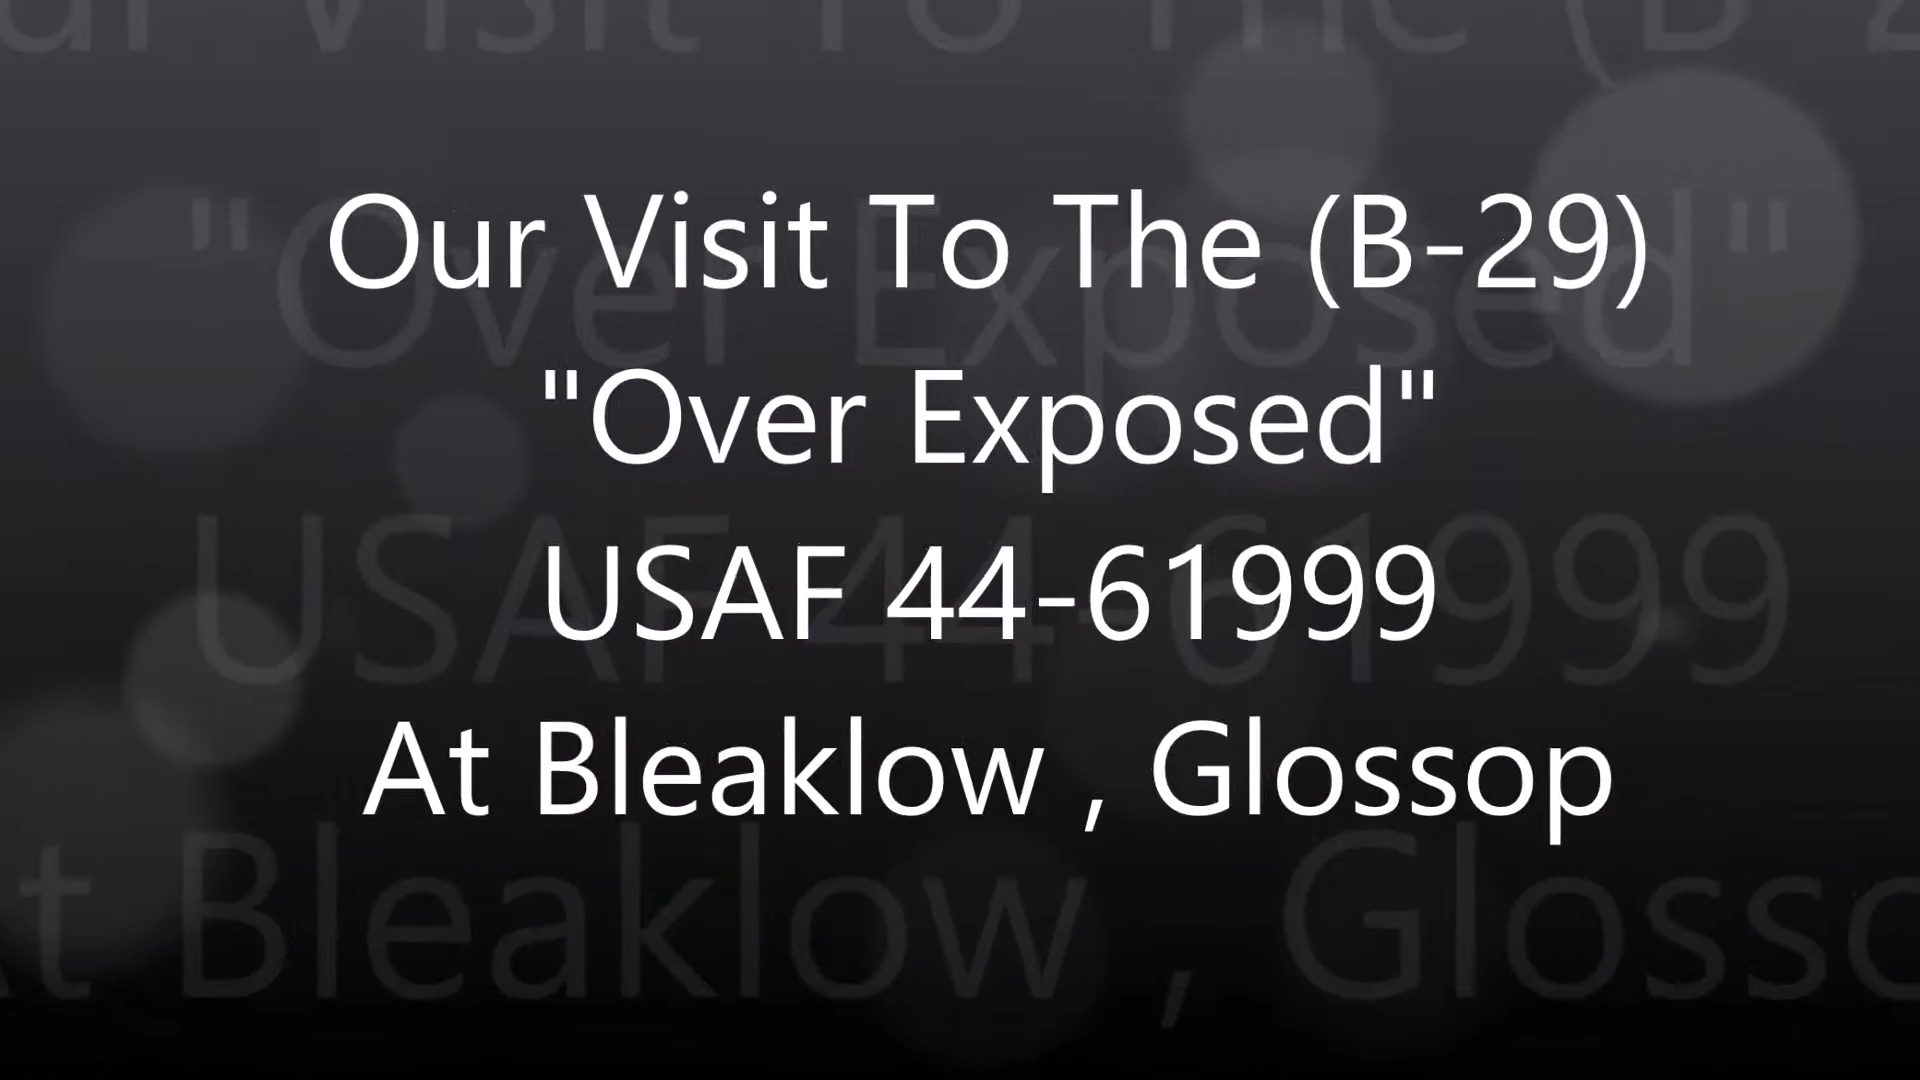 Our Visit To The (B-29)
"Over Exposed"
USAF 44-61999
At Bleaklow , Glossop